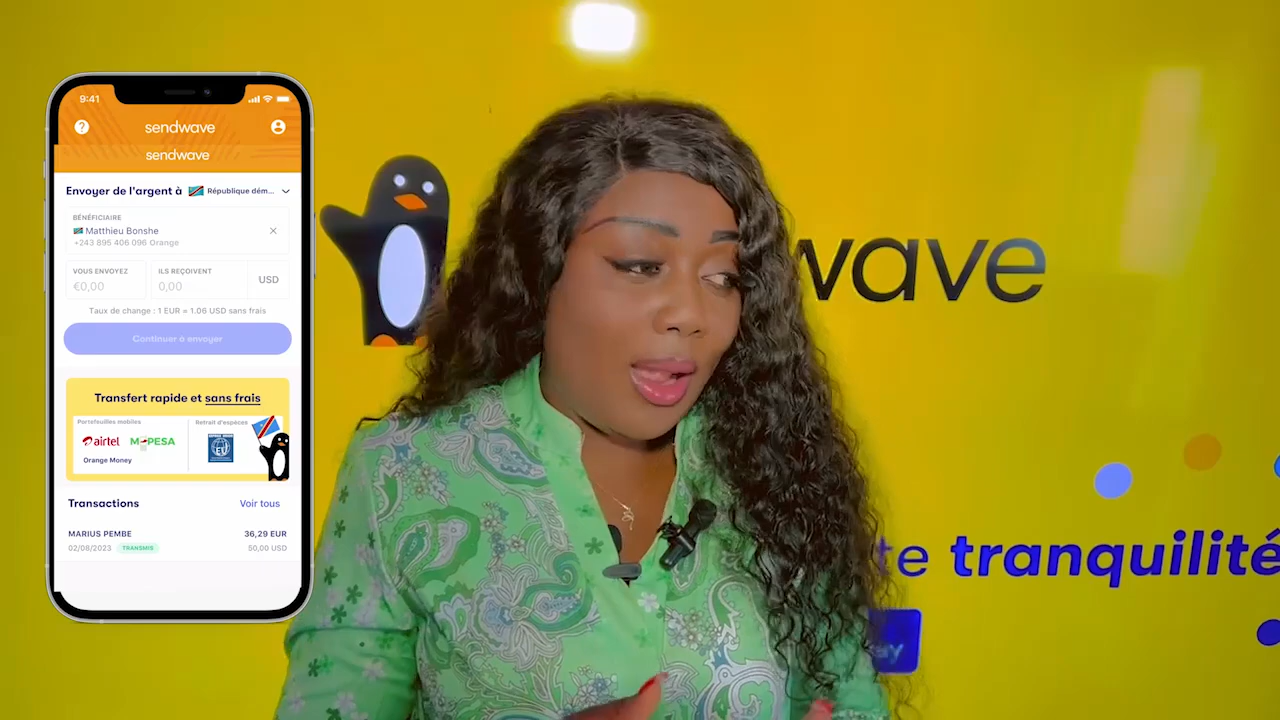 9:41
sendwave
sendwave
Envoyer de l'argent à République dém...
BÉNÉFICIAIRE
Matthieu Bonshe
+243 895 406 096 Orange
VOUS ENVOYEZ
€0,00
ILS REÇOIVENT
0,00
USD
Taux de change : 1 EUR = 1.06 USD sans frais
Continuer à envoyer
Transfert rapide et sans frais
Portefeuilles mobiles
airtel
M-PESA
Orange Money
Retrait d'espèces
Transactions
Voir tous
MARIUS PEMBE
36,29 EUR
02/08/2023
TRANSMIS
50,00 USD
wave
te tranquilité
ay